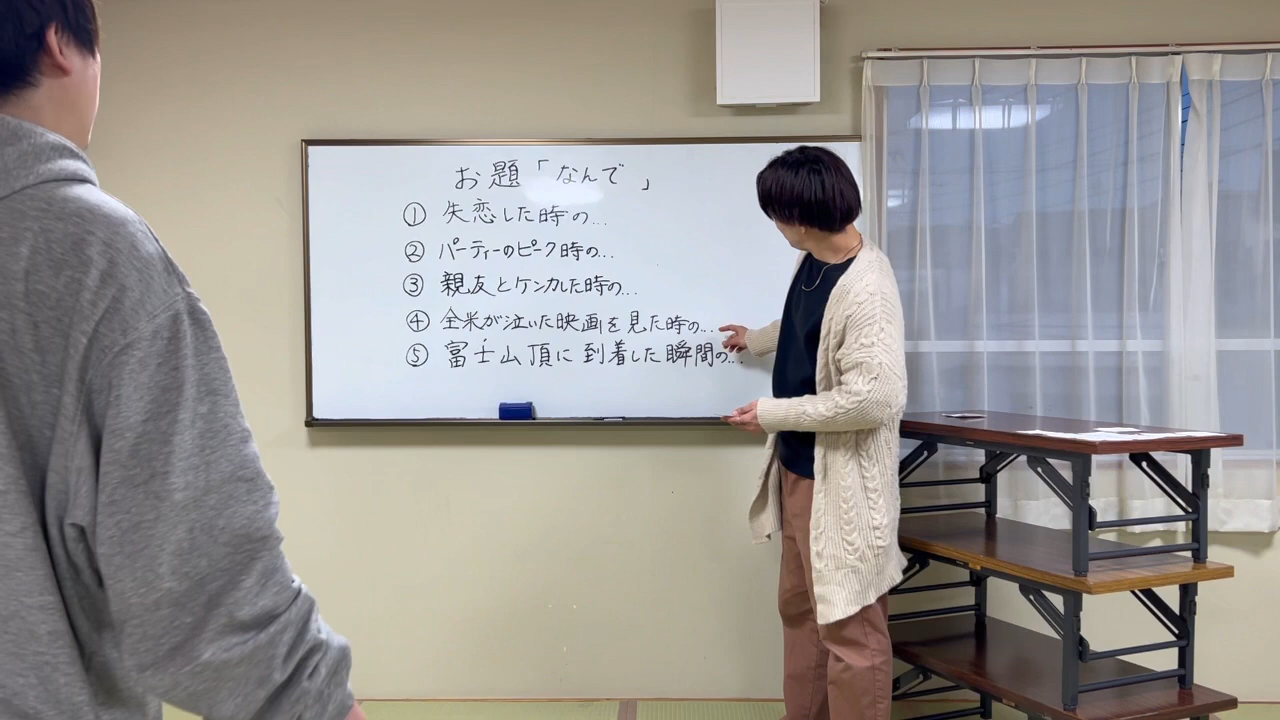 お題「なんで」
① 失恋した時の...
② パーティーのピーク時の...
③ 親友とケンカした時の...
④ 全米が泣いた映画を見た時の...
⑤ 富士山頂に到着した瞬間の...